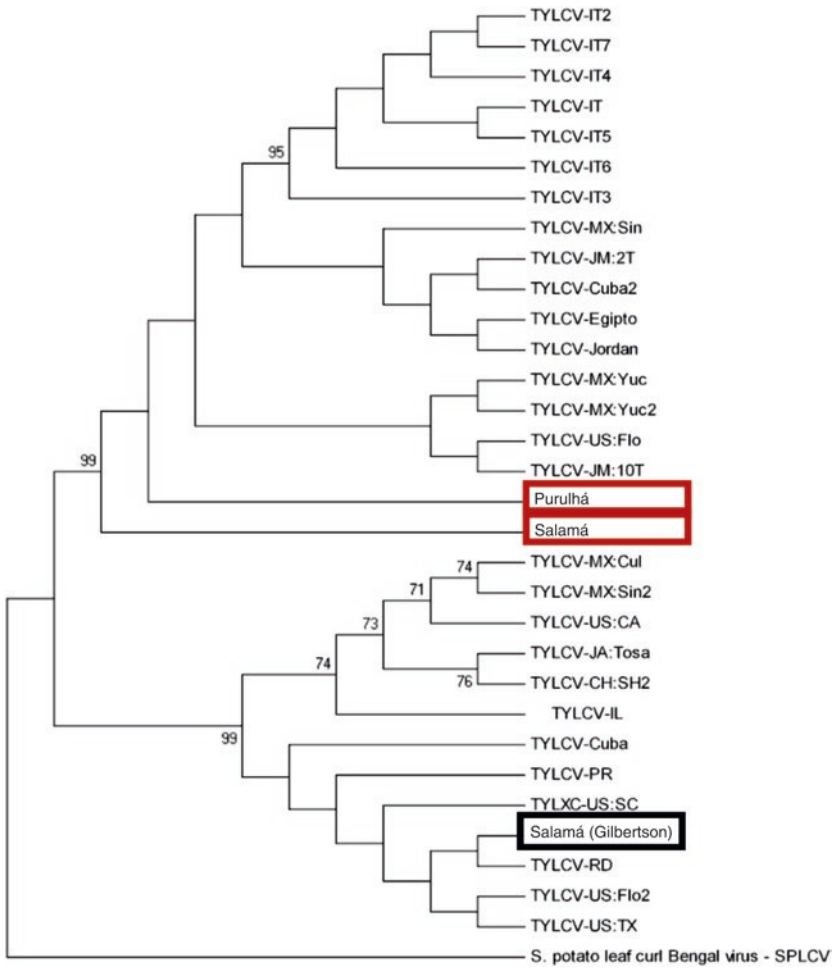 TYLCV-IT2
TYLCV-IT7
TYLCV-IT4
TYLCV-IT
TYLCV-IT5
95
TYLCV-IT6
TYLCV-IT3
TYLCV-MX:Sin
TYLCV-JM:2T
TYLCV-Cuba2
TYLCV-Egipto
TYLCV-Jordan
TYLCV-MX:Yuc
TYLCV-MX:Yuc2
TYLCV-US:Flo
99
TYLCV-JM:10T
Purulhá
Salamá
TYLCV-MX:Cul
74
TYLCV-MX:Sin2
71
TYLCV-US:CA
73
TYLCV-JA:Tosa
74
TYLCV-CH:SH2
76
TYLCV-IL
99
TYLCV-Cuba
TYLCV-PR
TYLXC-US:SC
Salamá (Gilbertson)
TYLCV-RD
TYLCV-US:Flo2
TYLCV-US:TX
S. potato leaf curl Bengal virus - SPLCV